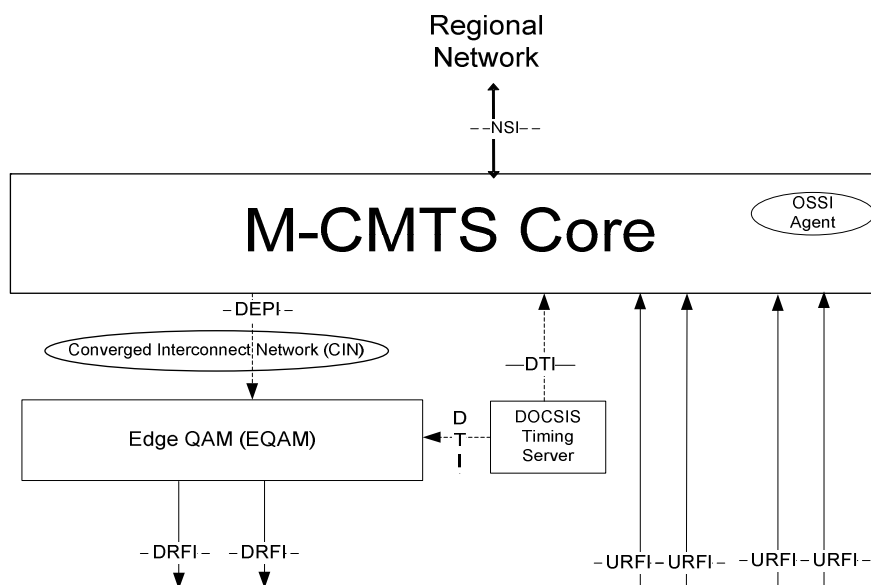 Regional
Network
NSI
M-CMTS Core
OSSI
Agent
DEPI
Converged Interconnect Network (CIN)
DTI
Edge QAM (EQAM)
D
T
I
DOCSIS
Timing
Server
DRFI
DRFI
URFI
URFI
URFI
URFI